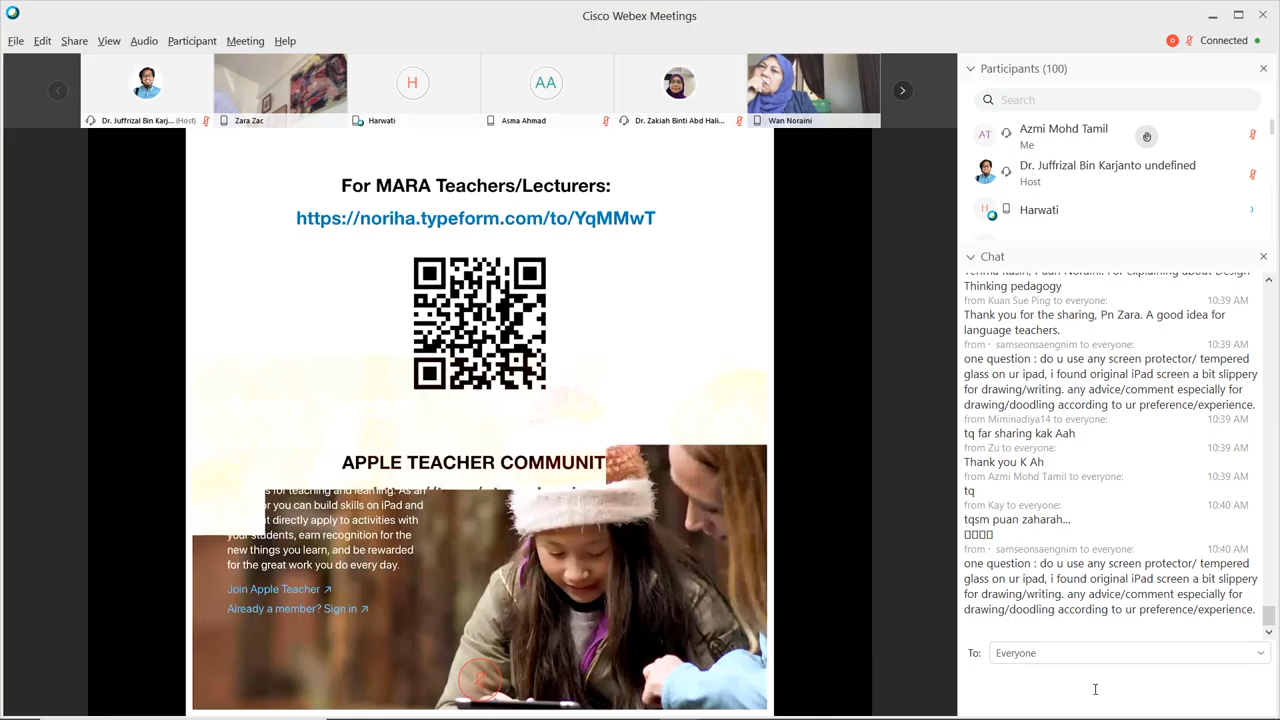 Cisco Webex Meetings
File Edit Share View Audio Participant Meeting Help
Connected
Dr. Juffrizal Bin Karj... (Host)
Zara Zac
H
Harwati
AA
Asma Ahmad
Dr. Zakiah Binti Abd Hali...
Wan Noraini
For MARA Teachers/Lecturers:
https://noriha.typeform.com/to/YqMMwT
APPLE TEACHER COMMUNIT
s for teaching and learning. As an
or you can build skills on iPad and
t directly apply to activities with
your students, earn recognition for the
new things you learn, and be rewarded
for the great work you do every day.
Join Apple Teacher ↗
Already a member? Sign in ↗
Participants (100)
Search
AT
Azmi Mohd Tamil
Me
Dr. Juffrizal Bin Karjanto undefined
Host
H
Harwati
Chat
Thinking pedagogy
from Kuan Sue Ping to everyone: 10:39 AM
Thank you for the sharing, Pn Zara. A good idea for
language teachers.
from · samseonsaengnim to everyone: 10:39 AM
one question : do u use any screen protector/ tempered
glass on ur ipad, i found original iPad screen a bit slippery
for drawing/writing. any advice/comment especially for
drawing/doodling according to ur preference/experience.
from Miminadiya14 to everyone: 10:39 AM
tq far sharing kak Aah
from Zu to everyone: 10:39 AM
Thank you K Ah
from Azmi Mohd Tamil to everyone: 10:39 AM
tq
from Kay to everyone: 10:40 AM
tqsm puan zaharah...
from · samseonsaengnim to everyone: 10:40 AM
one question : do u use any screen protector/ tempered
glass on ur ipad, i found original iPad screen a bit slippery
for drawing/writing. any advice/comment especially for
drawing/doodling according to ur preference/experience.
To: Everyone